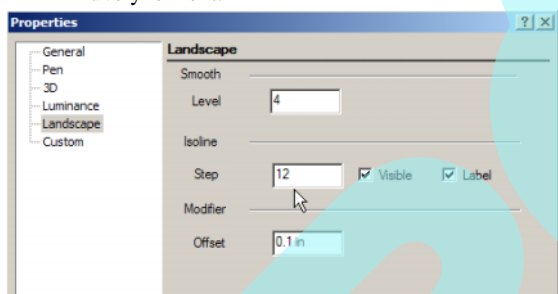 Properties
General
Pen
3D
Luminance
Landscape
Custom
Landscape
Smooth
Level 4
Isoline
Step 12 Visible Label
Modifier
Offset 0.1 in